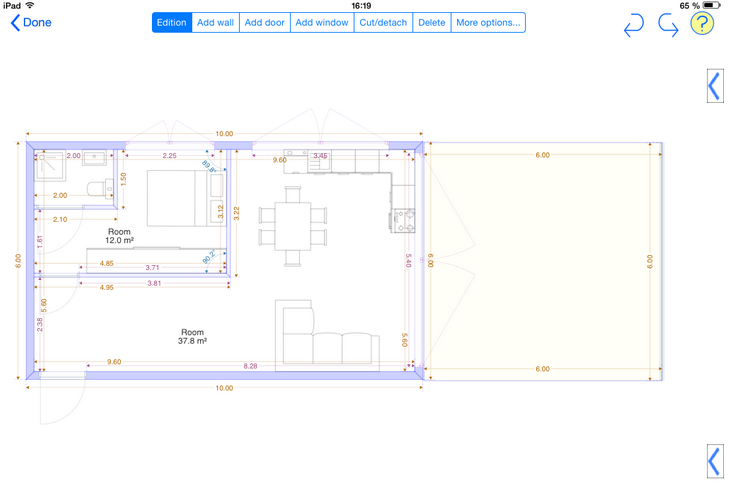 iPad 16:19 65 %
Done Edition Add wall Add door Add window Cut/detach Delete More options... ?
10.00
2.00 2.25 3.45 6.00
9.60
89.8°
1.50
2.00
3.12 3.22
2.10
Room
12.0 m²
1.61
90.2°
6.00 4.85 5.40 6.00 6.00
3.71
3.81
4.95
5.60
2.38
Room
37.8 m²
5.60
9.60
8.28 6.00
10.00